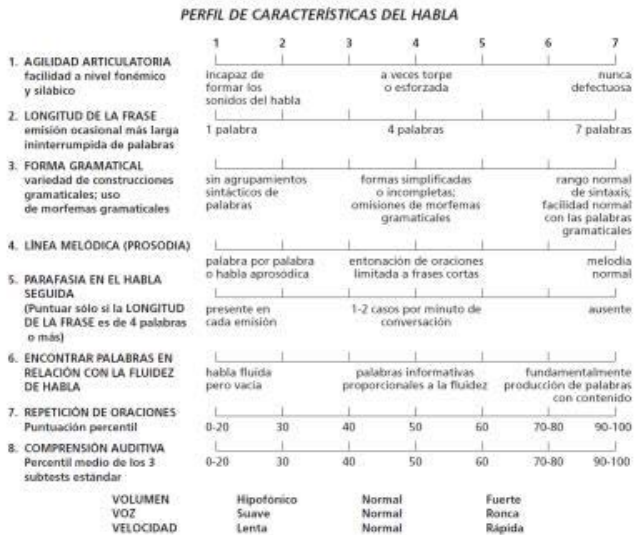 PERFIL DE CARACTERÍSTICAS DEL HABLA
1 2 3 4 5 6 7
1. AGILIDAD ARTICULATORIA
facilidad a nivel fonémico
y silábico
incapaz de
formar los
sonidos del habla
a veces torpe
o esforzada
nunca
defectuosa
2. LONGITUD DE LA FRASE
emisión ocasional más larga
ininterrumpida de palabras
1 palabra
4 palabras
7 palabras
3. FORMA GRAMATICAL
variedad de construcciones
gramaticales; uso
de morfemas gramaticales
sin agrupamientos
sintácticos de
palabras
formas simplificadas
o incompletas;
omisiones de morfemas
gramaticales
rango normal
de sintaxis;
facilidad normal
con las palabras
gramaticales
4. LÍNEA MELÓDICA (PROSODIA)
palabra por palabra
o habla aprosódica
entonación de oraciones
limitada a frases cortas
melodía
normal
5. PARAFASIA EN EL HABLA
SEGUIDA
(Puntuar sólo si la LONGITUD
DE LA FRASE es de 4 palabras
o más)
presente en
cada emisión
1-2 casos por minuto de
conversación
ausente
6. ENCONTRAR PALABRAS EN
RELACIÓN CON LA FLUIDEZ
DE HABLA
habla fluida
pero vacía
palabras informativas
proporcionales a la fluidez
fundamentalmente
producción de palabras
con contenido
7. REPETICIÓN DE ORACIONES
Puntuación percentil
0-20 30 40 50 60 70-80 90-100
8. COMPRENSIÓN AUDITIVA
Percentil medio de los 3
subtests estándar
0-20 30 40 50 60 70-80 90-100
VOLUMEN Hipofónico Normal Fuerte
VOZ Suave Normal Ronca
VELOCIDAD Lenta Normal Rápida